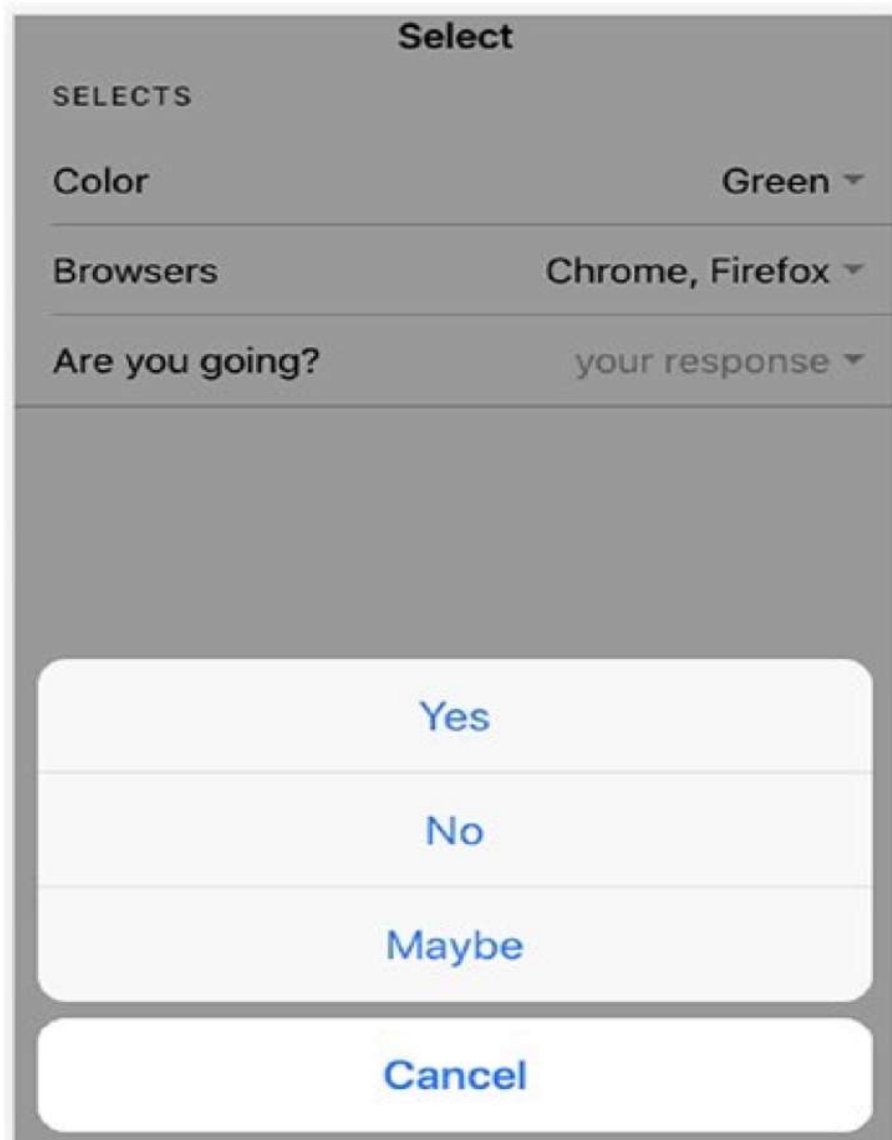 Select
SELECTS
Color Green
Browsers Chrome, Firefox
Are you going? your response
Yes
No
Maybe
Cancel